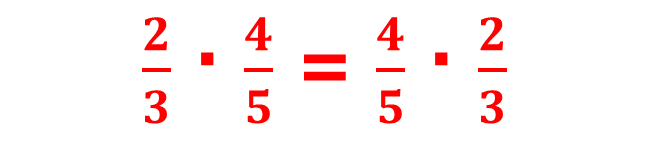 2/3 · 4/5 = 4/5 · 2/3